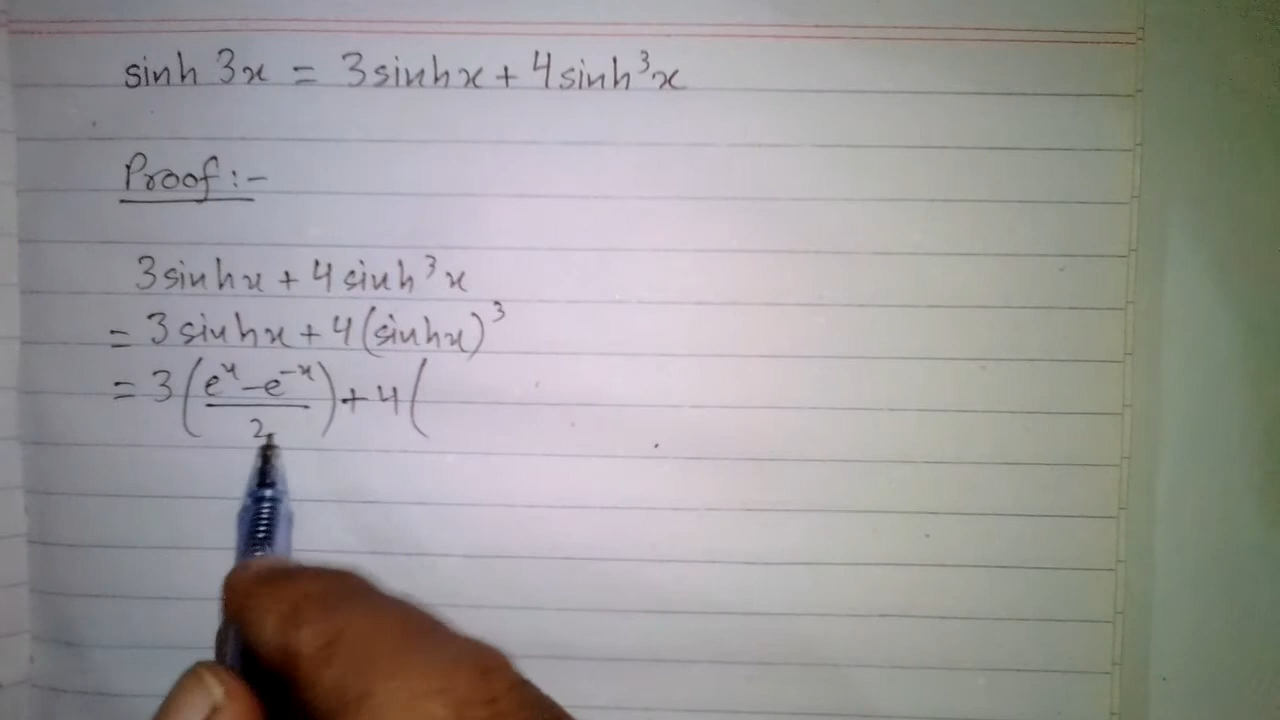 sinh 3x = 3sinhx + 4sinh³x
Proof :-
3sinhx + 4sinh³x
= 3sinhx + 4(sinhx)³
= 3(eˣ-e⁻ˣ/2) + 4(